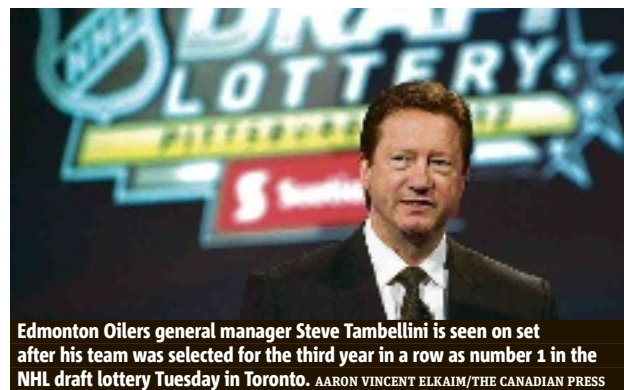 NHL
DRAFT
LOTTERY
PITTSBURGH
Scotia
Edmonton Oilers general manager Steve Tambellini is seen on set
after his team was selected for the third year in a row as number 1 in the
NHL draft lottery Tuesday in Toronto. AARON VINCENT ELKAIM/THE CANADIAN PRESS